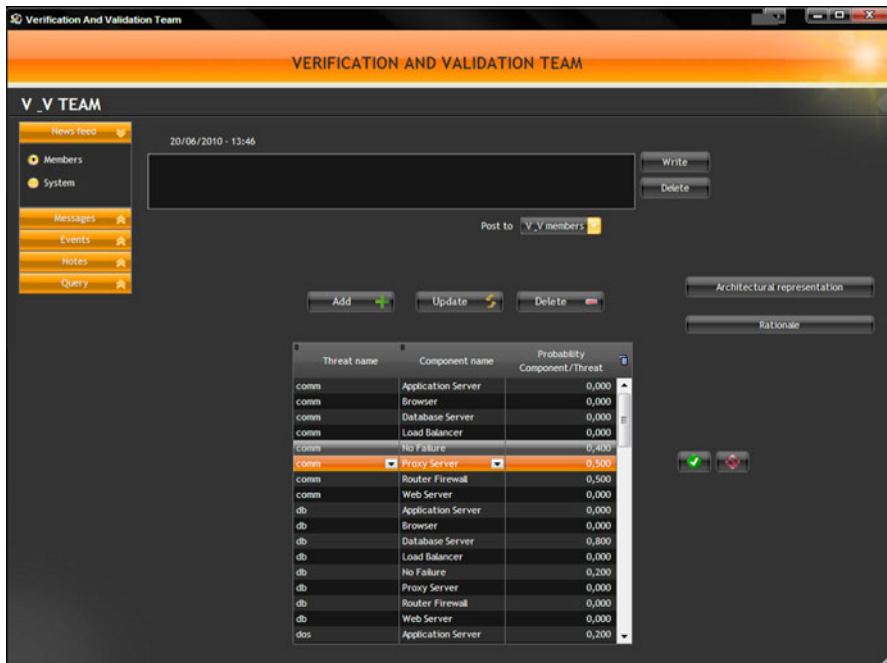 Verification And Validation Team
VERIFICATION AND VALIDATION TEAM
V_V TEAM
News feed
20/06/2010 - 13:46
Members
Write
System
Delete
Messages
Post to V_V members
Events
Notes
Query
Architectural representation
Add Update Delete
Rationale
Threat name Component name Probability
Component/Threat
comm Application Server 0,000
comm Browser 0,000
comm Database Server 0,000
comm Load Balancer 0,000
comm No Failure 0,400
comm Proxy Server 0,500
comm Router Firewall 0,500
comm Web Server 0,000
db Application Server 0,000
db Browser 0,000
db Database Server 0,800
db Load Balancer 0,000
db No Failure 0,200
db Proxy Server 0,000
db Router Firewall 0,000
db Web Server 0,000
dos Application Server 0,200